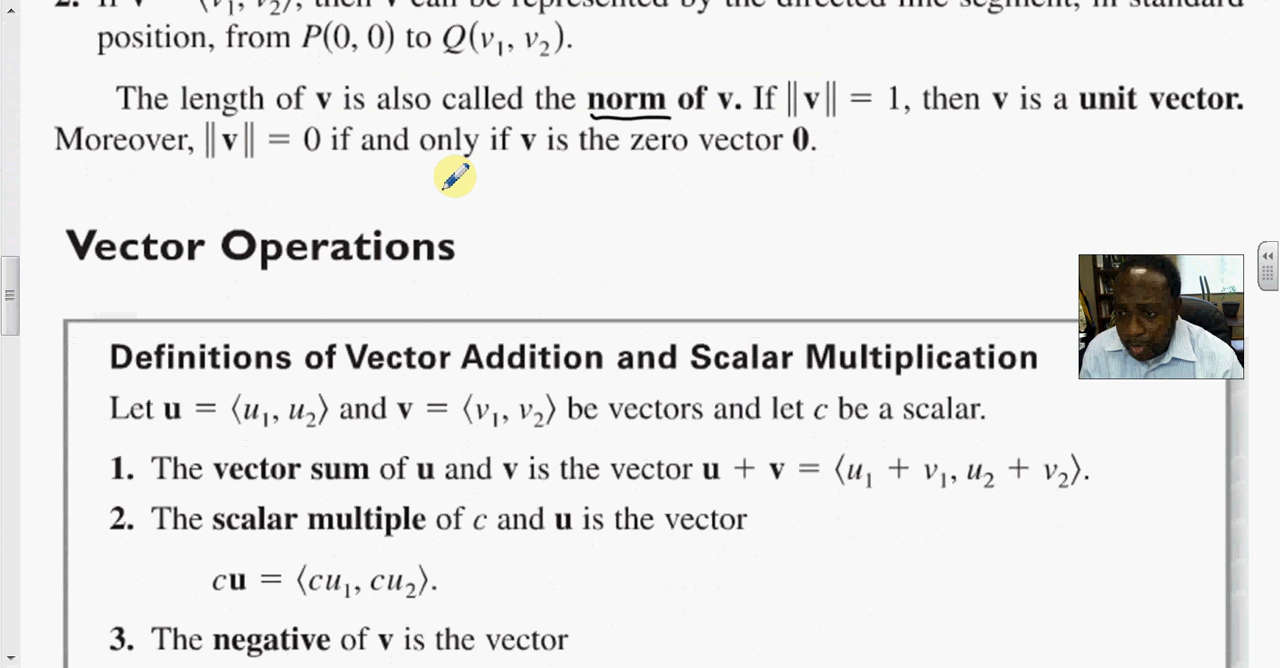 position, from P(0, 0) to Q(v₁, v₂).
The length of v is also called the norm of v. If ‖v‖ = 1, then v is a unit vector.
Moreover, ‖v‖ = 0 if and only if v is the zero vector 0.
Vector Operations
Definitions of Vector Addition and Scalar Multiplication
Let u = ⟨u₁, u₂⟩ and v = ⟨v₁, v₂⟩ be vectors and let c be a scalar.
1. The vector sum of u and v is the vector u + v = ⟨u₁ + v₁, u₂ + v₂⟩.
2. The scalar multiple of c and u is the vector
cu = ⟨cu₁, cu₂⟩.
3. The negative of v is the vector